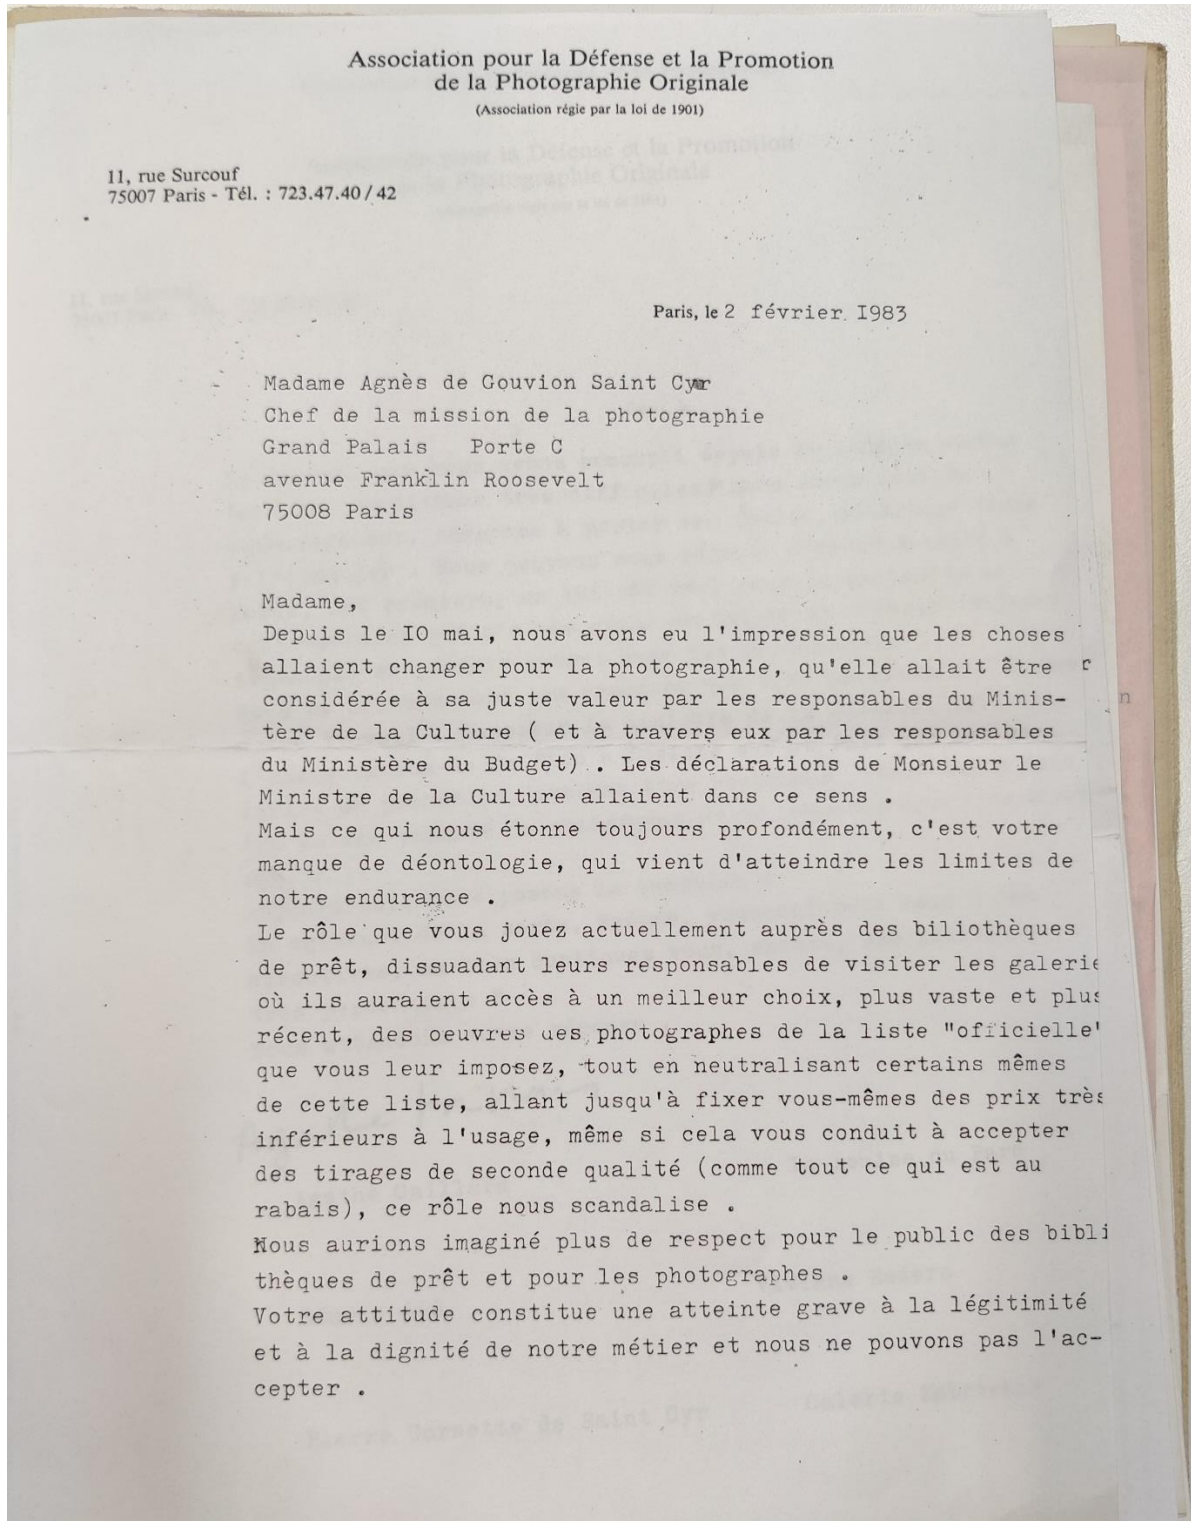 Association pour la Défense et la Promotion
de la Photographie Originale
(Association régie par la loi de 1901)
11, rue Surcouf
75007 Paris - Tél. : 723.47.40/42
Paris, le 2 février 1983
Madame Agnès de Gouvion Saint Cyr
Chef de la mission de la photographie
Grand Palais Porte C
avenue Franklin Roosevelt
75008 Paris
Madame,
Depuis le IO mai, nous avons eu l'impression que les choses
allaient changer pour la photographie, qu'elle allait être
considérée à sa juste valeur par les responsables du Minis-
tère de la Culture ( et à travers eux par les responsables
du Ministère du Budget) . Les déclarations de Monsieur le
Ministre de la Culture allaient dans ce sens .
Mais ce qui nous étonne toujours profondément, c'est votre
manque de déontologie, qui vient d'atteindre les limites de
notre endurance .
Le rôle que vous jouez actuellement auprès des biliothèques
de prêt, dissuadant leurs responsables de visiter les galerie
où ils auraient accès à un meilleur choix, plus vaste et plus
récent, des oeuvres des photographes de la liste "officielle"
que vous leur imposez, tout en neutralisant certains mêmes
de cette liste, allant jusqu'à fixer vous-mêmes des prix très
inférieurs à l'usage, même si cela vous conduit à accepter
des tirages de seconde qualité (comme tout ce qui est au
rabais), ce rôle nous scandalise .
Nous aurions imaginé plus de respect pour le public des bibli
thèques de prêt et pour les photographes .
Votre attitude constitue une atteinte grave à la légitimité
et à la dignité de notre métier et nous ne pouvons pas l'ac-
cepter .